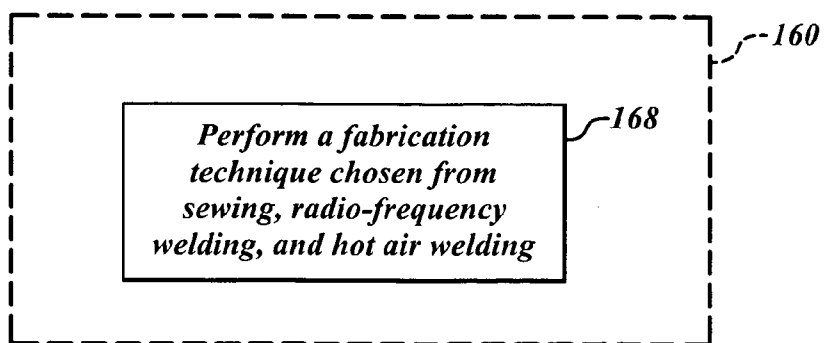 160
168
Perform a fabrication
technique chosen from
sewing, radio-frequency
welding, and hot air welding